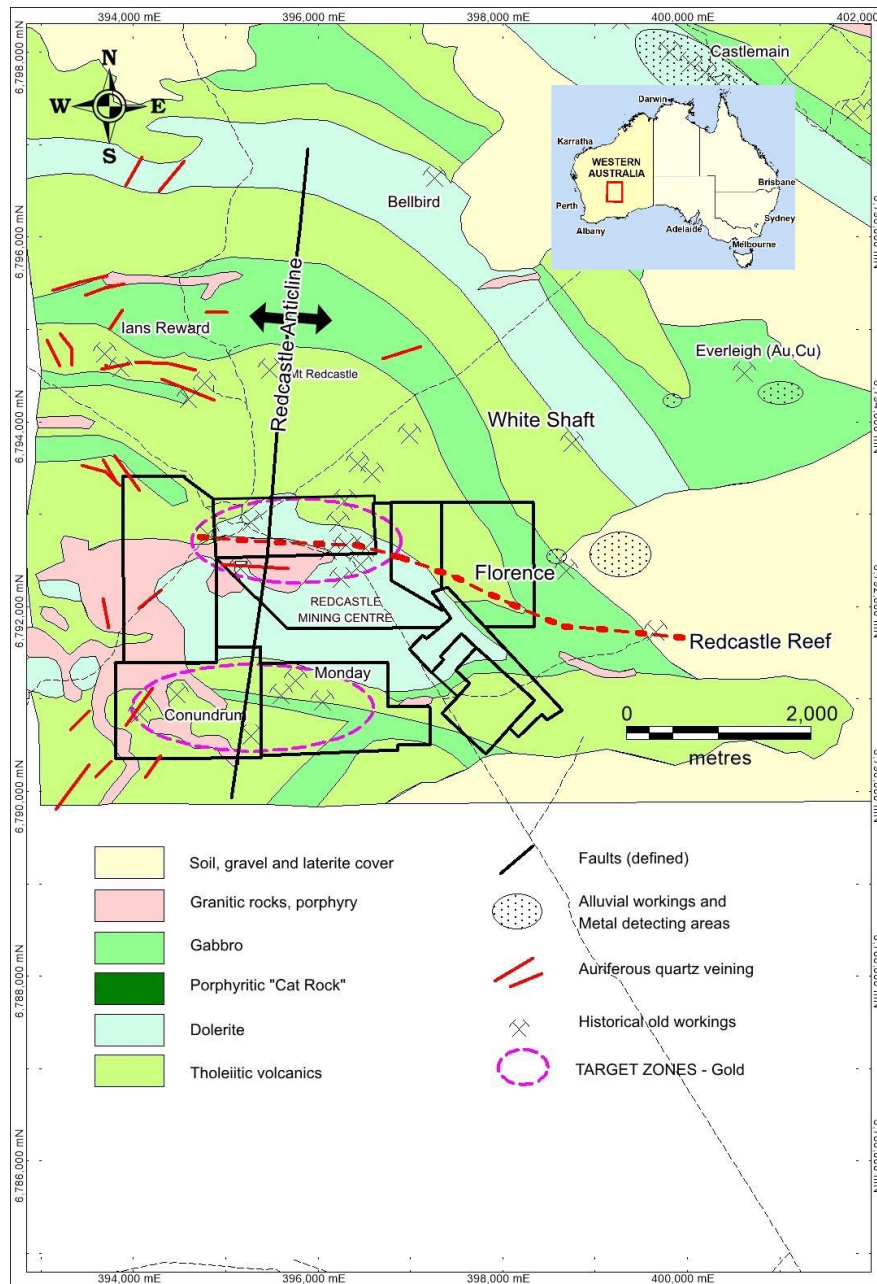 394,000 mE
396,000 mE
398,000 mE
400,000 mE
402,000
6,798,000 mN
Castlemain
N
W
E
S
Darwin
Karratha
WESTERN
AUSTRALIA
Brisbane
Perth
Sydney
Albany
Adelaide
Melbourne
Bellbird
6,796,000 mN
Redcastle Anticline
Ians Reward
Mt Redcastle
Everleigh (Au,Cu)
6,794,000 mN
White Shaft
6,792,000 mN
Florence
REDCASTLE
MINING CENTRE
Redcastle Reef
Monday
Conundrum
0
2,000
metres
6,790,000 mN
Soil, gravel and laterite cover
Granitic rocks, porphyry
Gabbro
Porphyritic "Cat Rock"
Dolerite
Tholeiitic volcanics
Faults (defined)
Alluvial workings and
Metal detecting areas
Auriferous quartz veining
Historical old workings
TARGET ZONES - Gold
6,788,000 mN
6,786,000 mN
394,000 mE
396,000 mE
398,000 mE
400,000 mE